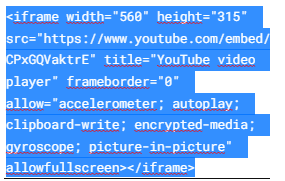 <iframe width="560" height="315"
src="https://www.youtube.com/embed/
CPxGQVaktrE" title="YouTube video
player" frameborder="0"
allow="accelerometer; autoplay;
clipboard-write; encrypted-media;
gyroscope; picture-in-picture"
allowfullscreen></iframe>